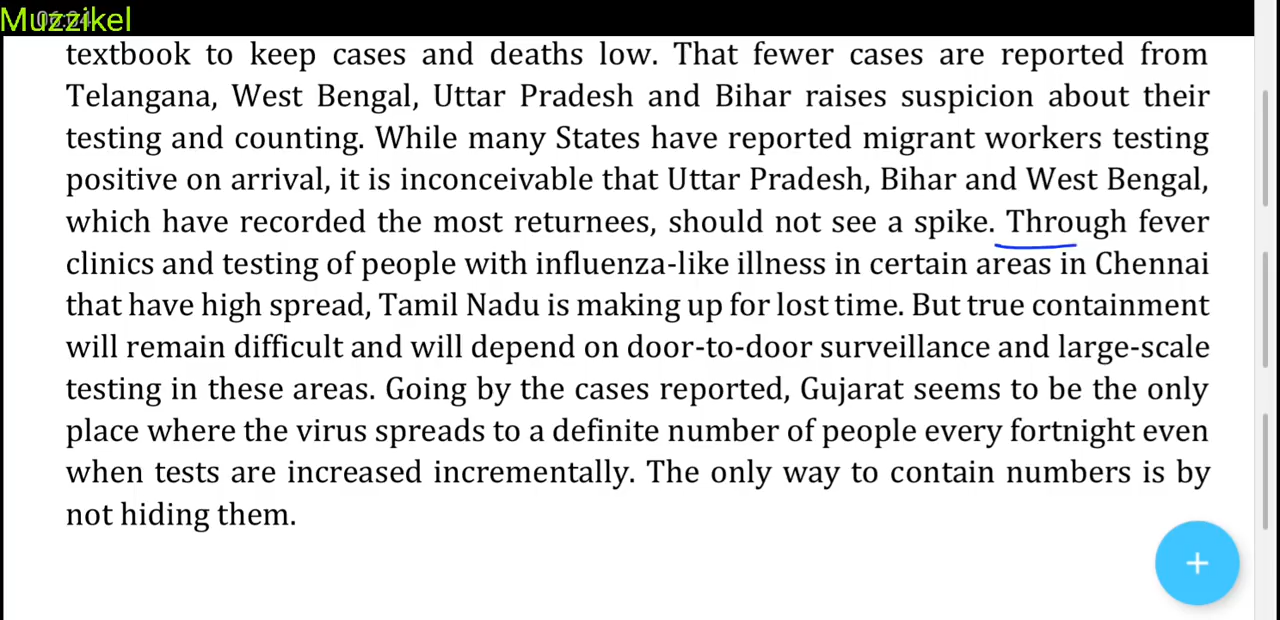 Muzzikel
textbook to keep cases and deaths low. That fewer cases are reported from
Telangana, West Bengal, Uttar Pradesh and Bihar raises suspicion about their
testing and counting. While many States have reported migrant workers testing
positive on arrival, it is inconceivable that Uttar Pradesh, Bihar and West Bengal,
which have recorded the most returnees, should not see a spike. Through fever
clinics and testing of people with influenza-like illness in certain areas in Chennai
that have high spread, Tamil Nadu is making up for lost time. But true containment
will remain difficult and will depend on door-to-door surveillance and large-scale
testing in these areas. Going by the cases reported, Gujarat seems to be the only
place where the virus spreads to a definite number of people every fortnight even
when tests are increased incrementally. The only way to contain numbers is by
not hiding them.